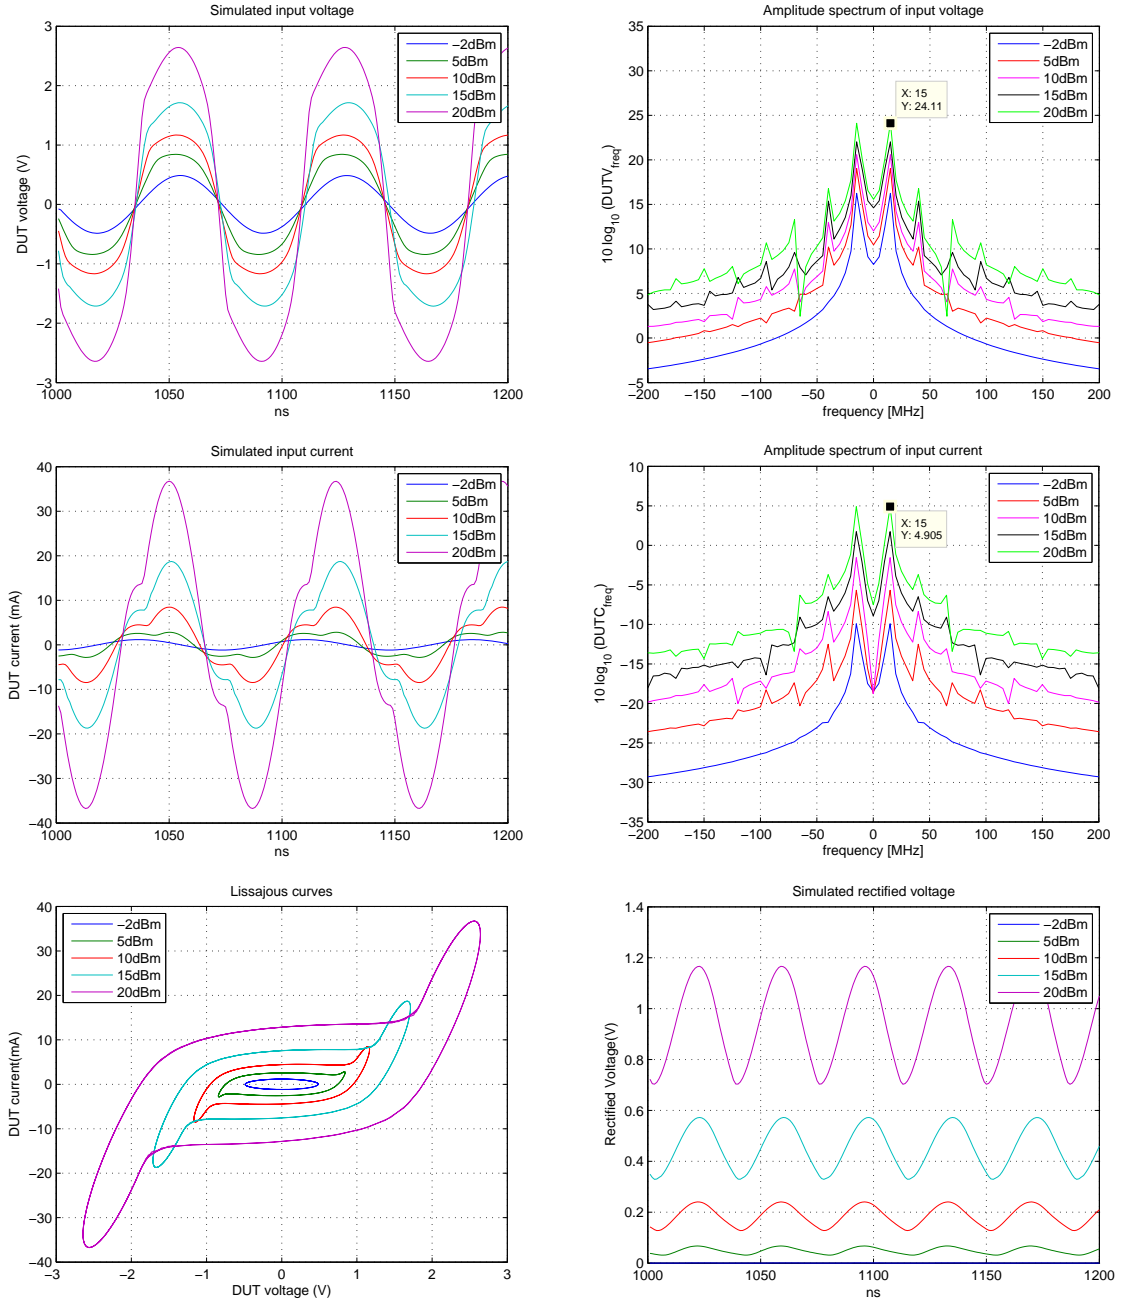 Simulated input voltage
3
2
1
0
−1
−2
−3
1000
1050
1100
1150
1200
ns
DUT voltage (V)
−2dBm
5dBm
10dBm
15dBm
20dBm
Amplitude spectrum of input voltage
35
30
25
20
15
10
5
0
−5
−200
−150
−100
−50
0
50
100
150
200
frequency [MHz]
10 log10 (DUTVfreq)
X: 15
Y: 24.11
−2dBm
5dBm
10dBm
15dBm
20dBm
Simulated input current
40
30
20
10
0
−10
−20
−30
−40
1000
1050
1100
1150
1200
ns
DUT current (mA)
−2dBm
5dBm
10dBm
15dBm
20dBm
Amplitude spectrum of input current
10
5
0
−5
−10
−15
−20
−25
−30
−35
−200
−150
−100
−50
0
50
100
150
200
frequency [MHz]
10 log10 (DUTCfreq)
X: 15
Y: 4.905
−2dBm
5dBm
10dBm
15dBm
20dBm
Lissajous curves
40
30
20
10
0
−10
−20
−30
−40
−3
−2
−1
0
1
2
3
DUT voltage (V)
DUT current(mA)
−2dBm
5dBm
10dBm
15dBm
20dBm
Simulated rectified voltage
1.4
1.2
1
0.8
0.6
0.4
0.2
0
1000
1050
1100
1150
1200
ns
Rectified Voltage(V)
−2dBm
5dBm
10dBm
15dBm
20dBm